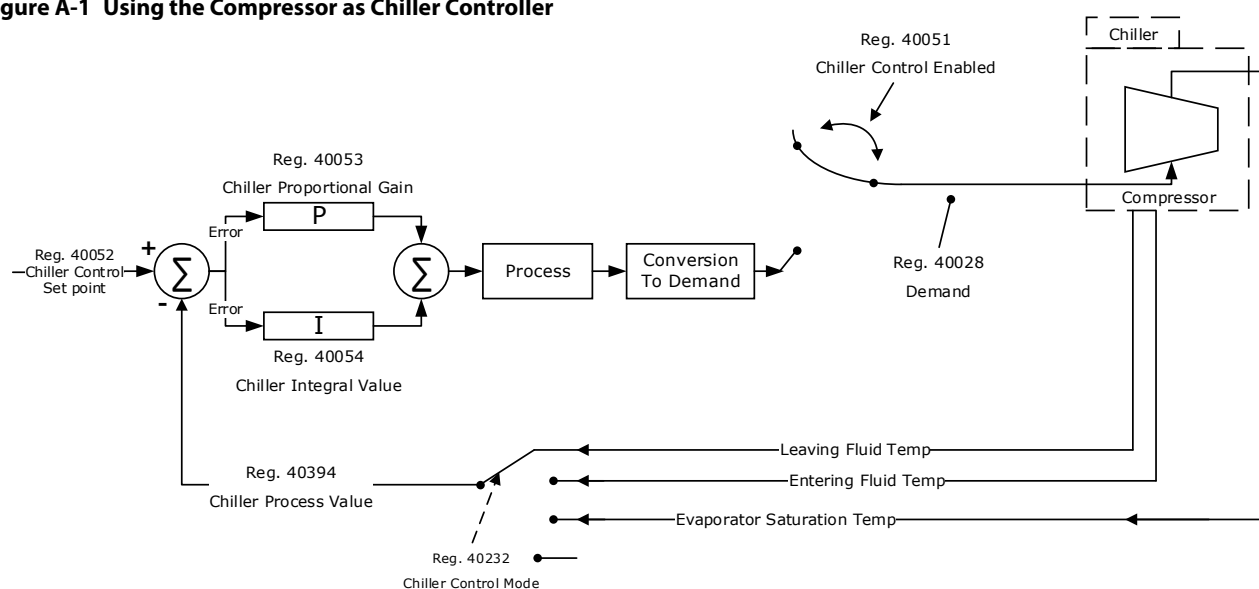 gure A-1 Using the Compressor as Chiller Controller
Reg. 40051
Chiller Control Enabled
Chiller
Compressor
Reg. 40053
Chiller Proportional Gain
P
Error
Reg. 40052
Chiller Control
Set point
+
-
Σ
Error
I
Reg. 40054
Chiller Integral Value
Σ
Process
Conversion
To Demand
Reg. 40028
Demand
Leaving Fluid Temp
Entering Fluid Temp
Evaporator Saturation Temp
Reg. 40394
Chiller Process Value
Reg. 40232
Chiller Control Mode